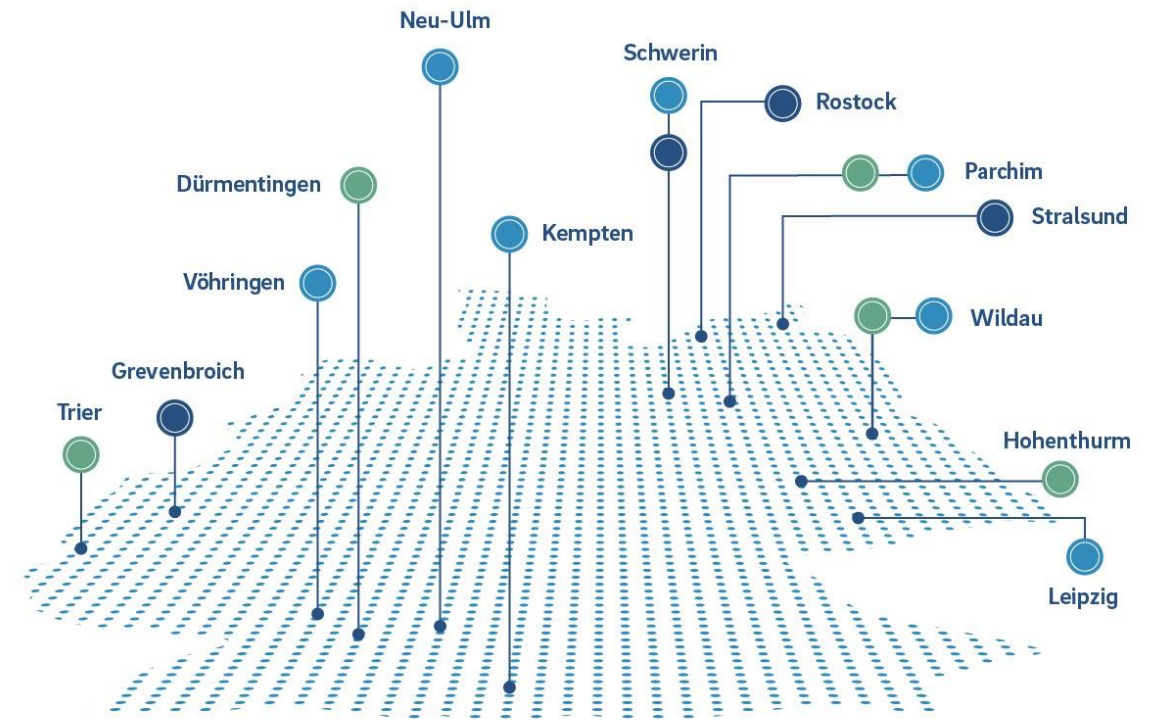 Neu-Ulm
Schwerin
Rostock
Parchim
Dürmentingen
Stralsund
Kempten
Vöhringen
Wildau
Grevenbroich
Trier
Hohenthurm
Leipzig